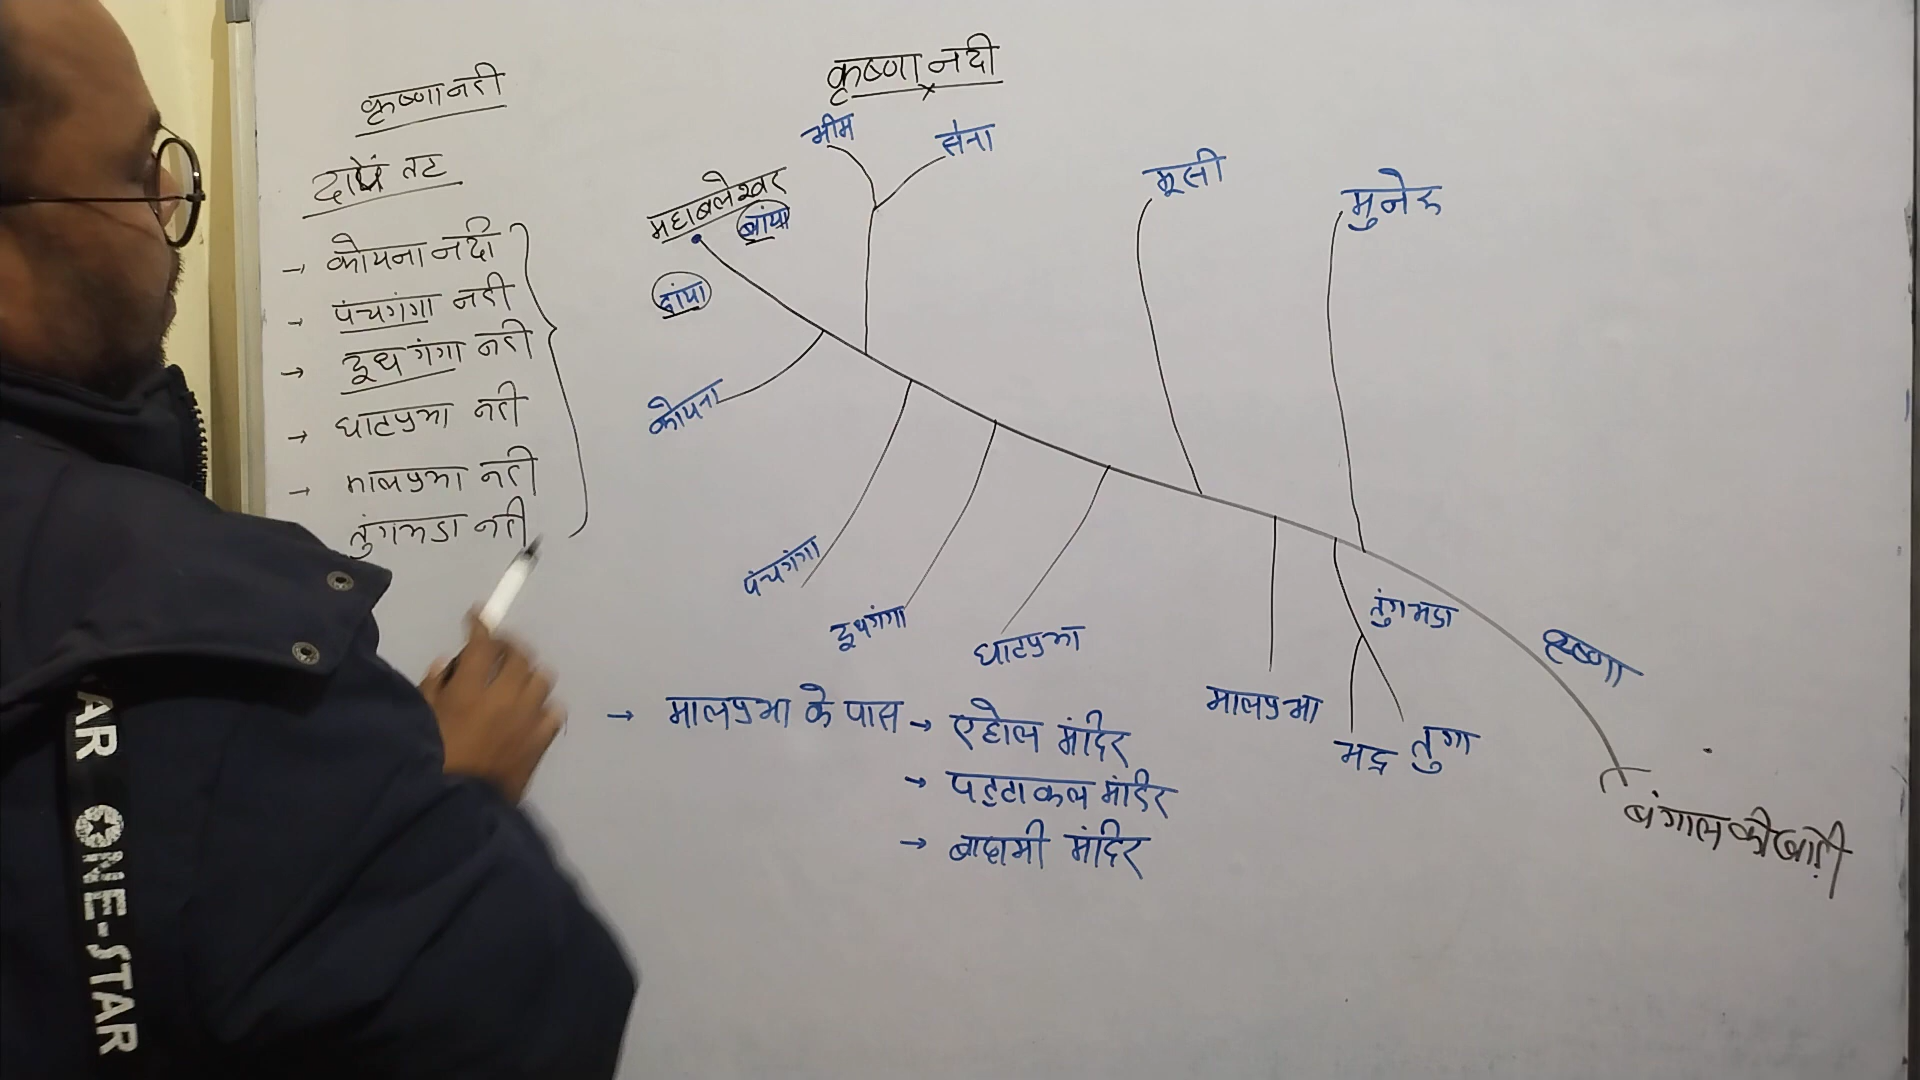 कृष्णा नदी
दायें तट
→ कोयना नदी
→ पंचगंगा नदी
→ दूधगंगा नदी
→ घाटप्रभा नदी
→ मालप्रभा नदी
तुंगभद्रा नदी
कृष्णा नदी
भीम
सेना
महाबलेश्वर
बांया
दांया
मूसी
मुनेरु
कोयना
पंचगंगा
दूधगंगा
घाटप्रभा
मालप्रभा
तुंगभद्रा
भद्र तुंगा
कृष्णा
बंगाल की खाड़ी
→ मालप्रभा के पास → एहोल मंदिर
→ पट्टाकल मंदिर
→ बादामी मंदिर
AR ONE-STAR